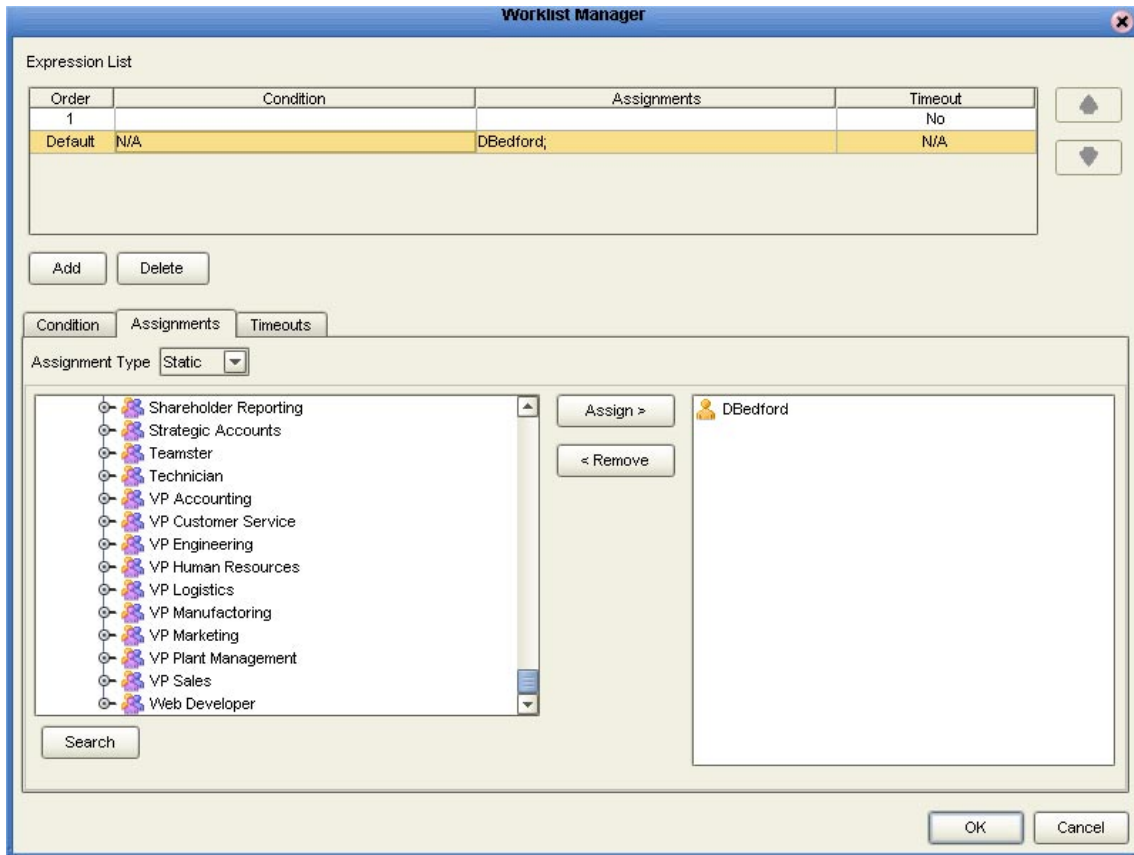 Worklist Manager
Expression List
Order Condition Assignments Timeout
1 No
Default N/A DBedford; N/A
Add Delete
Condition Assignments Timeouts
Assignment Type Static
Shareholder Reporting
Strategic Accounts
Teamster
Technician
VP Accounting
VP Customer Service
VP Engineering
VP Human Resources
VP Logistics
VP Manufactoring
VP Marketing
VP Plant Management
VP Sales
Web Developer
Assign >
< Remove
DBedford
Search
OK Cancel